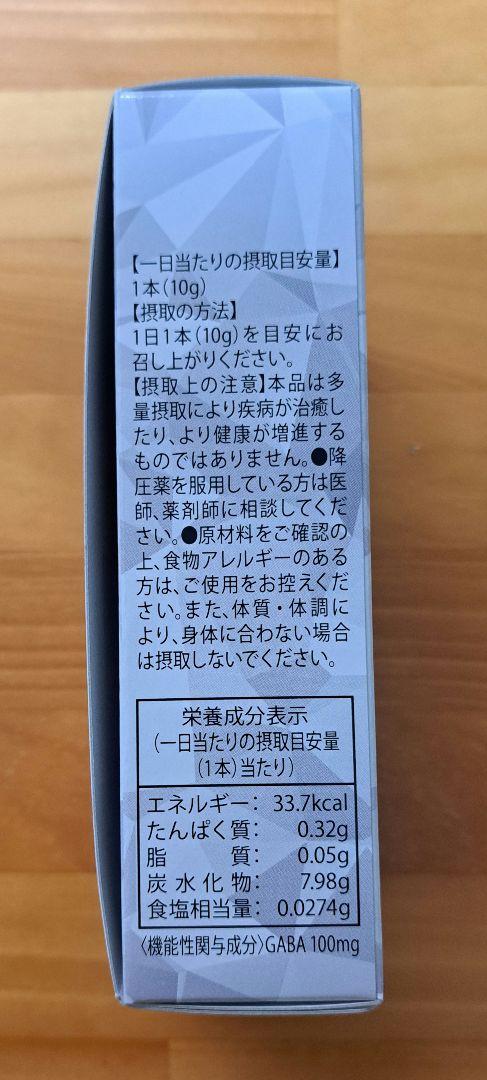 【一日当たりの摂取目安量】
1本(10g)
【摂取の方法】
1日1本(10g)を目安にお
召し上がりください。
【摂取上の注意】本品は多
量摂取により疾病が治癒し
たり、より健康が増進する
ものではありません。●降
圧薬を服用している方は医
師、薬剤師に相談してくだ
さい。●原材料をご確認の
上、食物アレルギーのある
方は、ご使用をお控えくだ
さい。また、体質・体調に
より、身体に合わない場合
は摂取しないでください。
栄養成分表示
(一日当たりの摂取目安量
(1本)当たり)
エネルギー: 33.7kcal
たんぱく質: 0.32g
脂質: 0.05g
炭水化物: 7.98g
食塩相当量: 0.0274g
〈機能性関与成分〉GABA 100mg